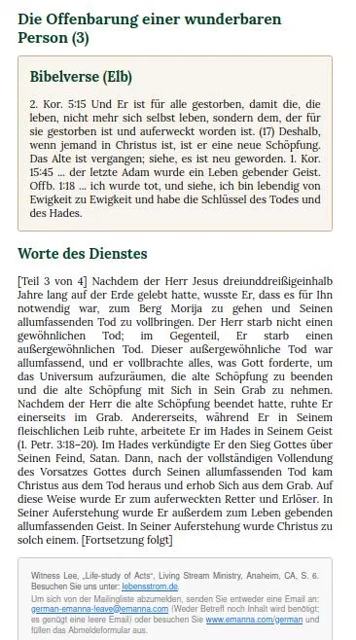 Die Offenbarung einer wunderbaren
Person (3)
Bibelverse (Elb)
2. Kor. 5:15 Und Er ist für alle gestorben, damit die, die
leben, nicht mehr sich selbst leben, sondern dem, der für
sie gestorben ist und auferweckt worden ist. (17) Deshalb,
wenn jemand in Christus ist, ist er eine neue Schöpfung.
Das Alte ist vergangen; siehe, es ist neu geworden. 1. Kor.
15:45 ... der letzte Adam wurde ein Leben gebender Geist.
Offb. 1:18 ... ich wurde tot, und siehe, ich bin lebendig von
Ewigkeit zu Ewigkeit und habe die Schlüssel des Todes und
des Hades.
Worte des Dienstes
[Teil 3 von 4] Nachdem der Herr Jesus dreiunddreißigeinhalb
Jahre lang auf der Erde gelebt hatte, wusste Er, dass es für Ihn
notwendig war, zum Berg Morija zu gehen und Seinen
allumfassenden Tod zu vollbringen. Der Herr starb nicht einen
gewöhnlichen Tod; im Gegenteil, Er starb einen
außergewöhnlichen Tod. Dieser außergewöhnliche Tod war
allumfassend, und er vollbrachte alles, was Gott forderte, um
das Universum aufzuräumen, die alte Schöpfung zu beenden
und die alte Schöpfung mit Sich in Sein Grab zu nehmen.
Nachdem der Herr die alte Schöpfung beendet hatte, ruhte Er
einerseits im Grab. Andererseits, während Er in Seinem
fleischlichen Leib ruhte, arbeitete Er im Hades in Seinem Geist
(1. Petr. 3:18–20). Im Hades verkündigte Er den Sieg Gottes über
Seinen Feind, Satan. Dann, nach der vollständigen Vollendung
des Vorsatzes Gottes durch Seinen allumfassenden Tod kam
Christus aus dem Tod heraus und erhob Sich aus dem Grab. Auf
diese Weise wurde Er zum auferweckten Retter und Erlöser. In
Seiner Auferstehung wurde Er außerdem zum Leben gebenden
allumfassenden Geist. In Seiner Auferstehung wurde Christus zu
solch einem. [Fortsetzung folgt]
Witness Lee, „Life-study of Acts“, Living Stream Ministry, Anaheim, CA, S. 6.
Besuchen Sie uns unter: lebensstrom.de.
Um sich von der Mailingliste abzumelden, senden Sie entweder eine Email an:
german-emanna-leave@emanna.com (Weder Betreff noch Inhalt wird benötigt;
es genügt eine leere Email) oder besuchen Sie www.emanna.com/german und
füllen das Abmeldeformular aus.